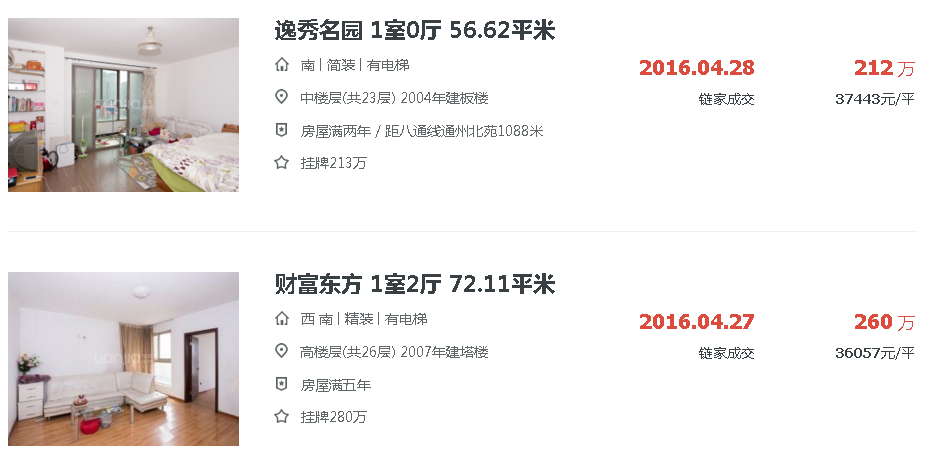 逸秀名园 1室0厅 56.62平米
南 | 简装 | 有电梯
2016.04.28
212 万
中楼层(共23层) 2004年建板楼
链家成交
37443元/平
房屋满两年 / 距八通线通州北苑1088米
挂牌213万
财富东方 1室2厅 72.11平米
西 南 | 精装 | 有电梯
2016.04.27
260 万
高楼层(共26层) 2007年建塔楼
链家成交
36057元/平
房屋满五年
挂牌280万